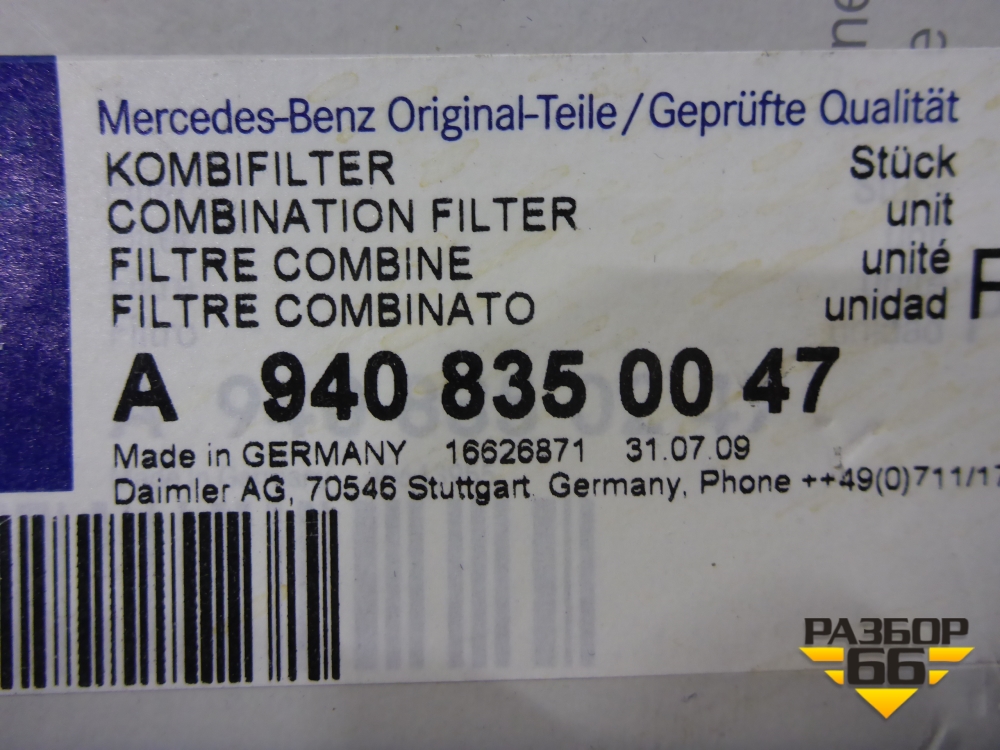 Mercedes-Benz Original-Teile/Geprüfte Qualität
KOMBIFILTER Stück
COMBINATION FILTER unit
FILTRE COMBINE unité
FILTRE COMBINATO unidad
A 940 835 00 47
Made in GERMANY 16626871 31.07.09
Daimler AG, 70546 Stuttgart. Germany, Phone ++49(0)711/17
РАЗБОР
66